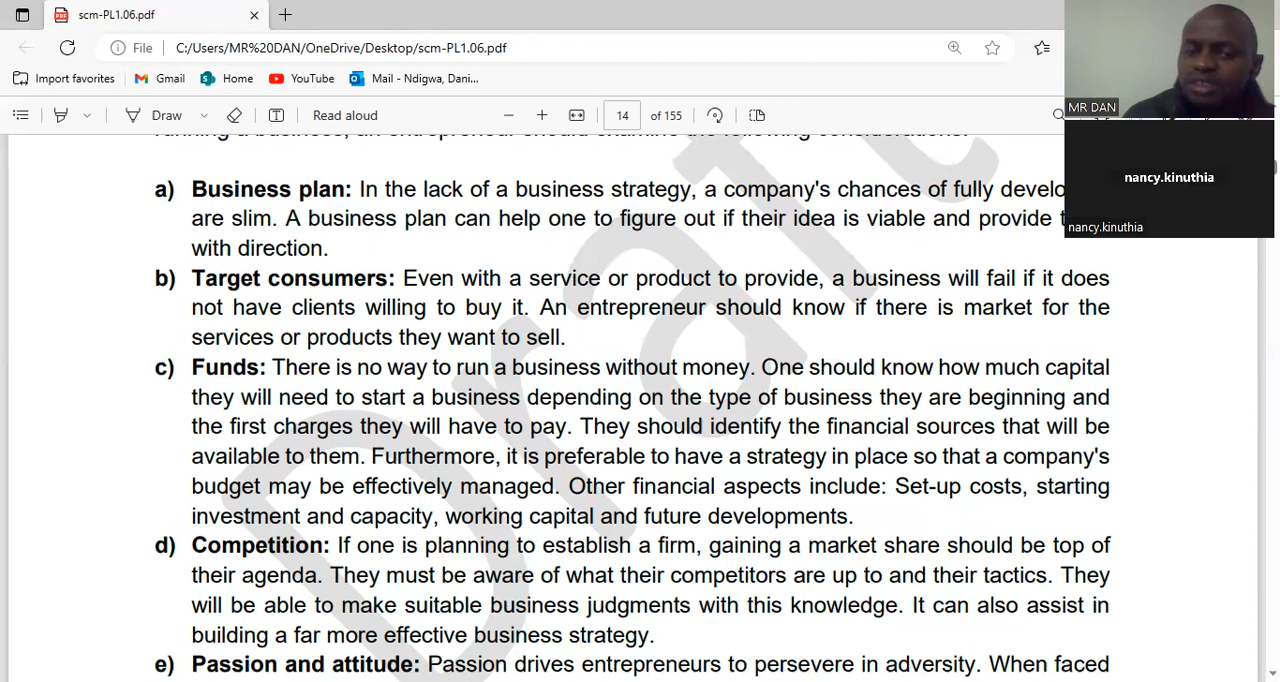 scm-PL1.06.pdf
File C:/Users/MR%20DAN/OneDrive/Desktop/scm-PL1.06.pdf
Import favorites Gmail Home YouTube Mail - Ndigwa, Dani...
Draw Read aloud 14 of 155
MR DAN
nancy.kinuthia
nancy.kinuthia
running a business, an entrepreneur should examine the following considerations:
a) Business plan: In the lack of a business strategy, a company's chances of fully develo
are slim. A business plan can help one to figure out if their idea is viable and provide t
with direction.
b) Target consumers: Even with a service or product to provide, a business will fail if it does
not have clients willing to buy it. An entrepreneur should know if there is market for the
services or products they want to sell.
c) Funds: There is no way to run a business without money. One should know how much capital
they will need to start a business depending on the type of business they are beginning and
the first charges they will have to pay. They should identify the financial sources that will be
available to them. Furthermore, it is preferable to have a strategy in place so that a company's
budget may be effectively managed. Other financial aspects include: Set-up costs, starting
investment and capacity, working capital and future developments.
d) Competition: If one is planning to establish a firm, gaining a market share should be top of
their agenda. They must be aware of what their competitors are up to and their tactics. They
will be able to make suitable business judgments with this knowledge. It can also assist in
building a far more effective business strategy.
e) Passion and attitude: Passion drives entrepreneurs to persevere in adversity. When faced
Draft